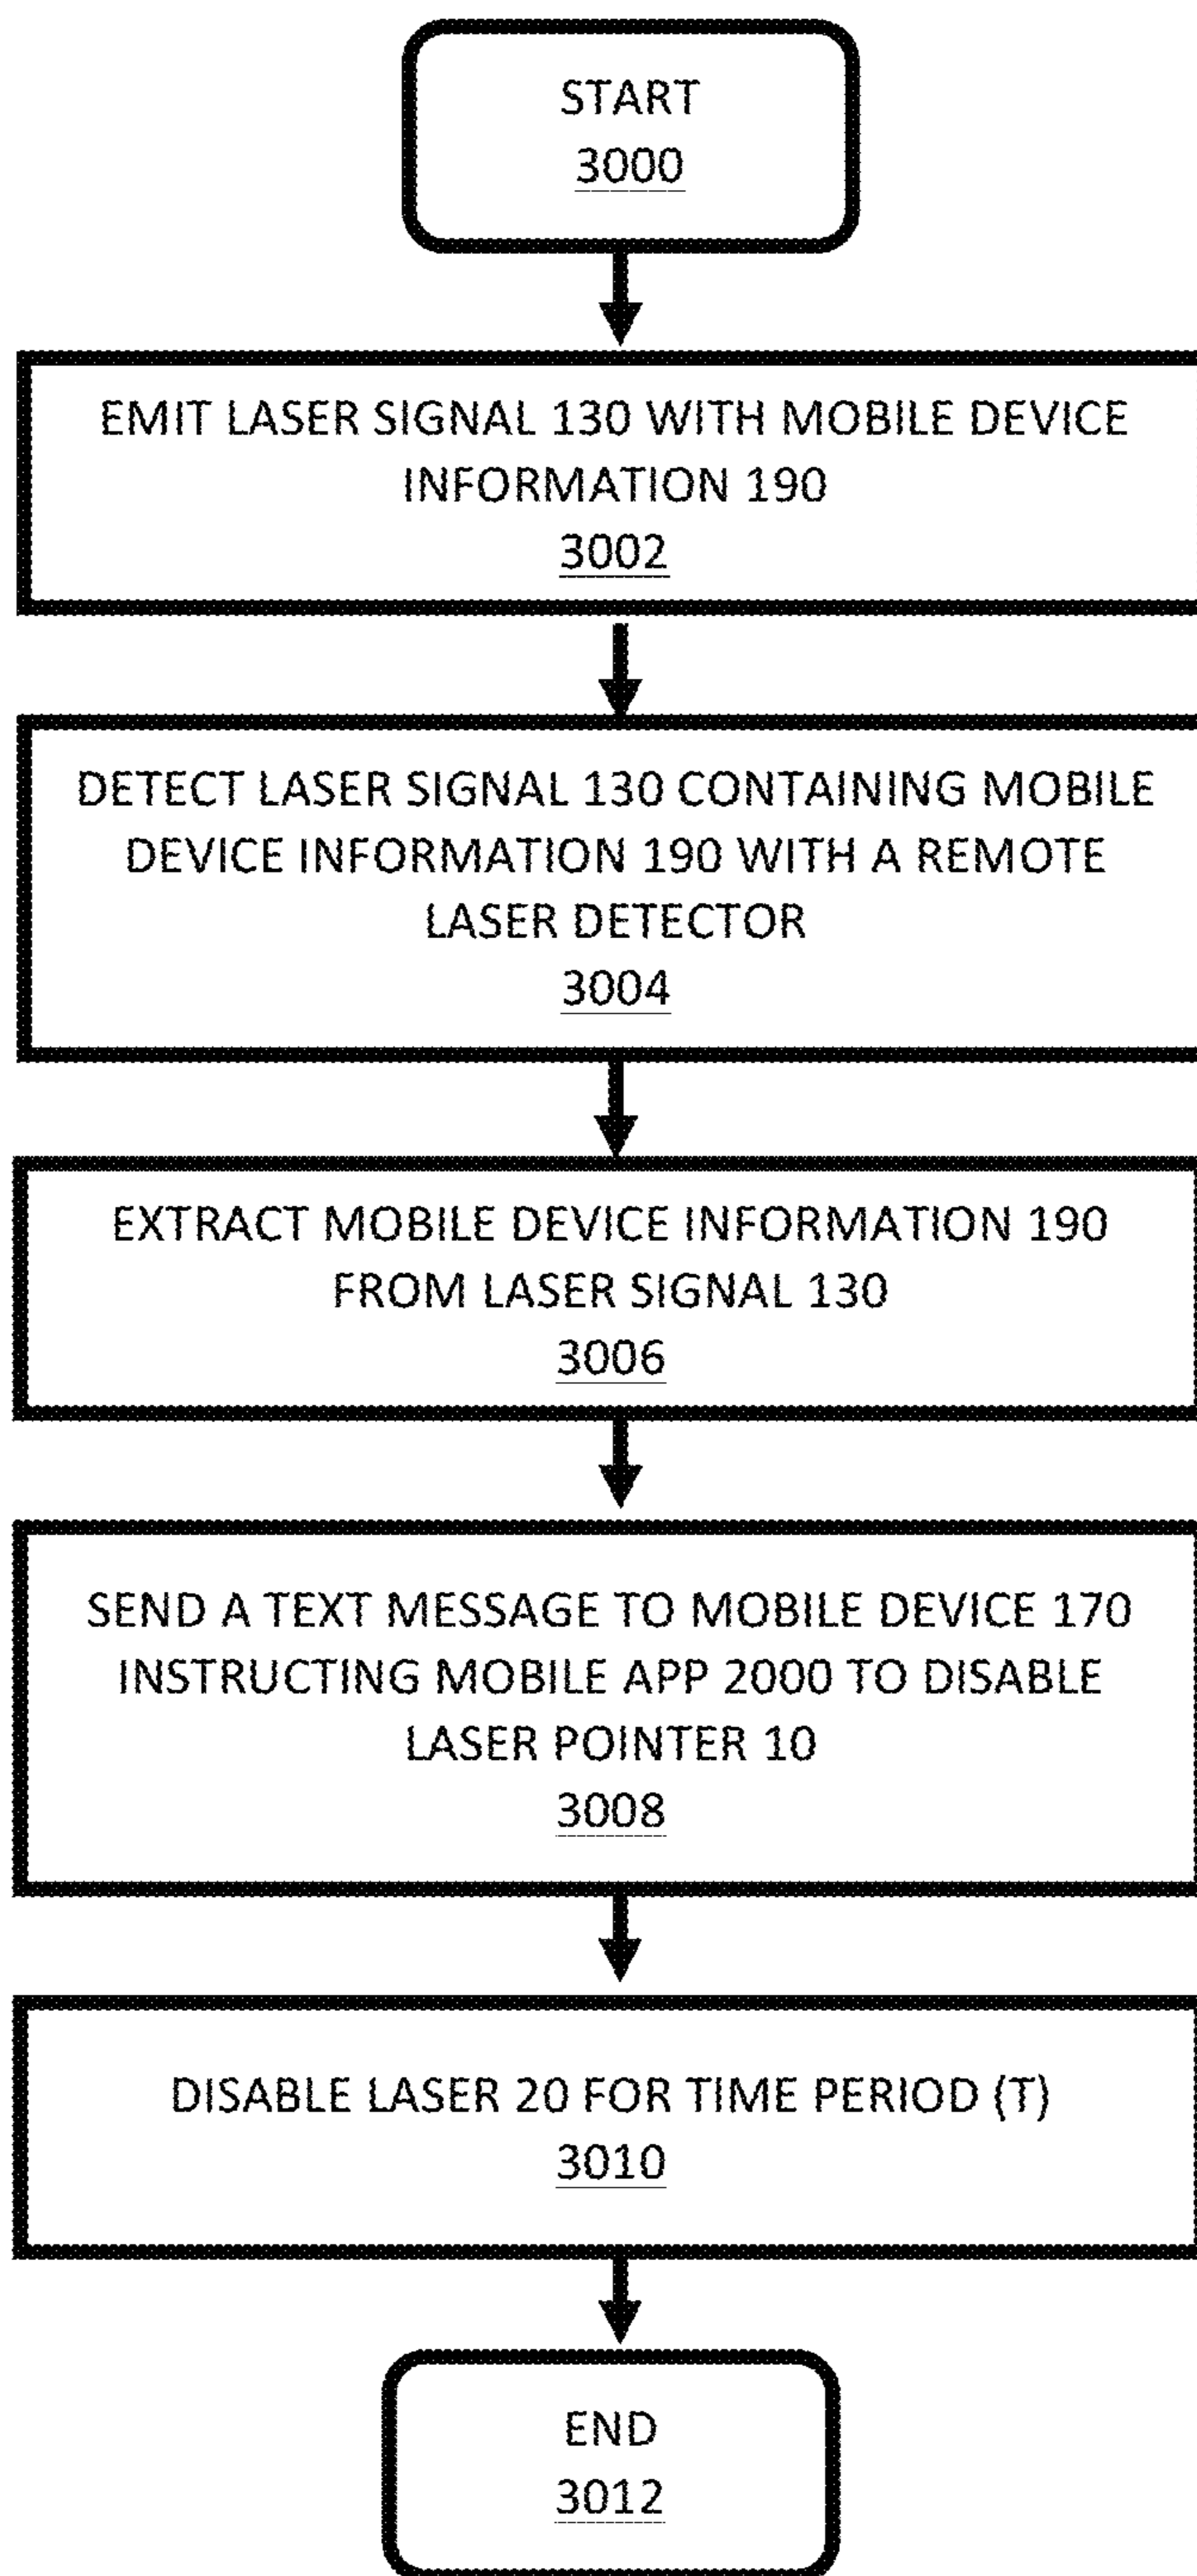 START
3000
EMIT LASER SIGNAL 130 WITH MOBILE DEVICE
INFORMATION 190
3002
DETECT LASER SIGNAL 130 CONTAINING MOBILE
DEVICE INFORMATION 190 WITH A REMOTE
LASER DETECTOR
3004
EXTRACT MOBILE DEVICE INFORMATION 190
FROM LASER SIGNAL 130
3006
SEND A TEXT MESSAGE TO MOBILE DEVICE 170
INSTRUCTING MOBILE APP 2000 TO DISABLE
LASER POINTER 10
3008
DISABLE LASER 20 FOR TIME PERIOD (T)
3010
END
3012